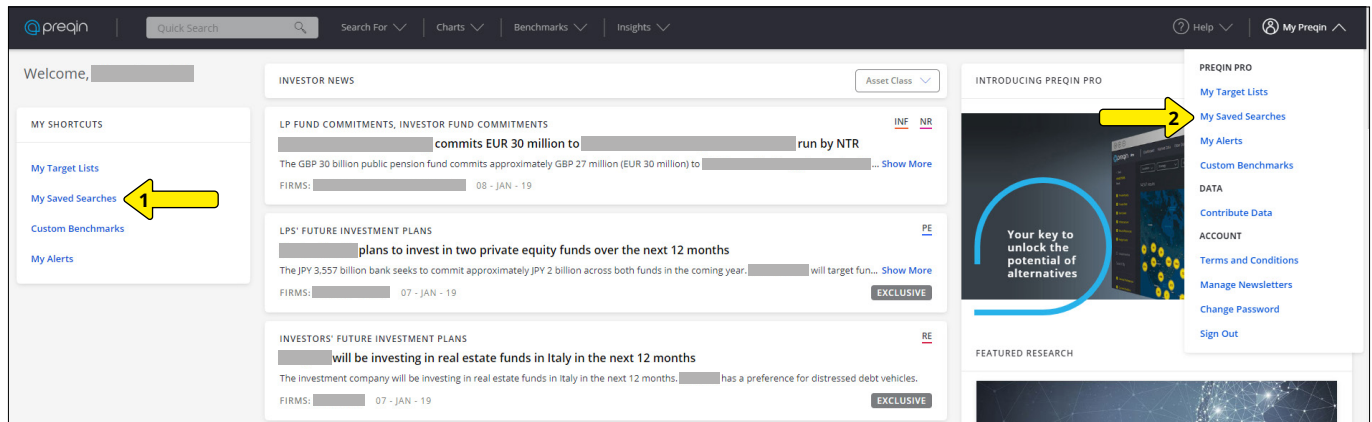 preqin
Quick Search
Search For
Charts
Benchmarks
Insights
? Help
My Preqin
Welcome,
MY SHORTCUTS
My Target Lists
My Saved Searches
1
Custom Benchmarks
My Alerts
INVESTOR NEWS
Asset Class
LP FUND COMMITMENTS, INVESTOR FUND COMMITMENTS
INF NR
commits EUR 30 million to run by NTR
The GBP 30 billion public pension fund commits approximately GBP 27 million (EUR 30 million) to ... Show More
FIRMS: 08 - JAN - 19
LPS' FUTURE INVESTMENT PLANS
PE
plans to invest in two private equity funds over the next 12 months
The JPY 3,557 billion bank seeks to commit approximately JPY 2 billion across both funds in the coming year. will target fun... Show More
FIRMS: 07 - JAN - 19
EXCLUSIVE
INVESTORS' FUTURE INVESTMENT PLANS
RE
will be investing in real estate funds in Italy in the next 12 months
The investment company will be investing in real estate funds in Italy in the next 12 months. has a preference for distressed debt vehicles.
FIRMS: 07 - JAN - 19
EXCLUSIVE
INTRODUCING PREQIN PRO
Your key to
unlock the
potential of
alternatives
FEATURED RESEARCH
PREQIN PRO
My Target Lists
2
My Saved Searches
My Alerts
Custom Benchmarks
DATA
Contribute Data
ACCOUNT
Terms and Conditions
Manage Newsletters
Change Password
Sign Out